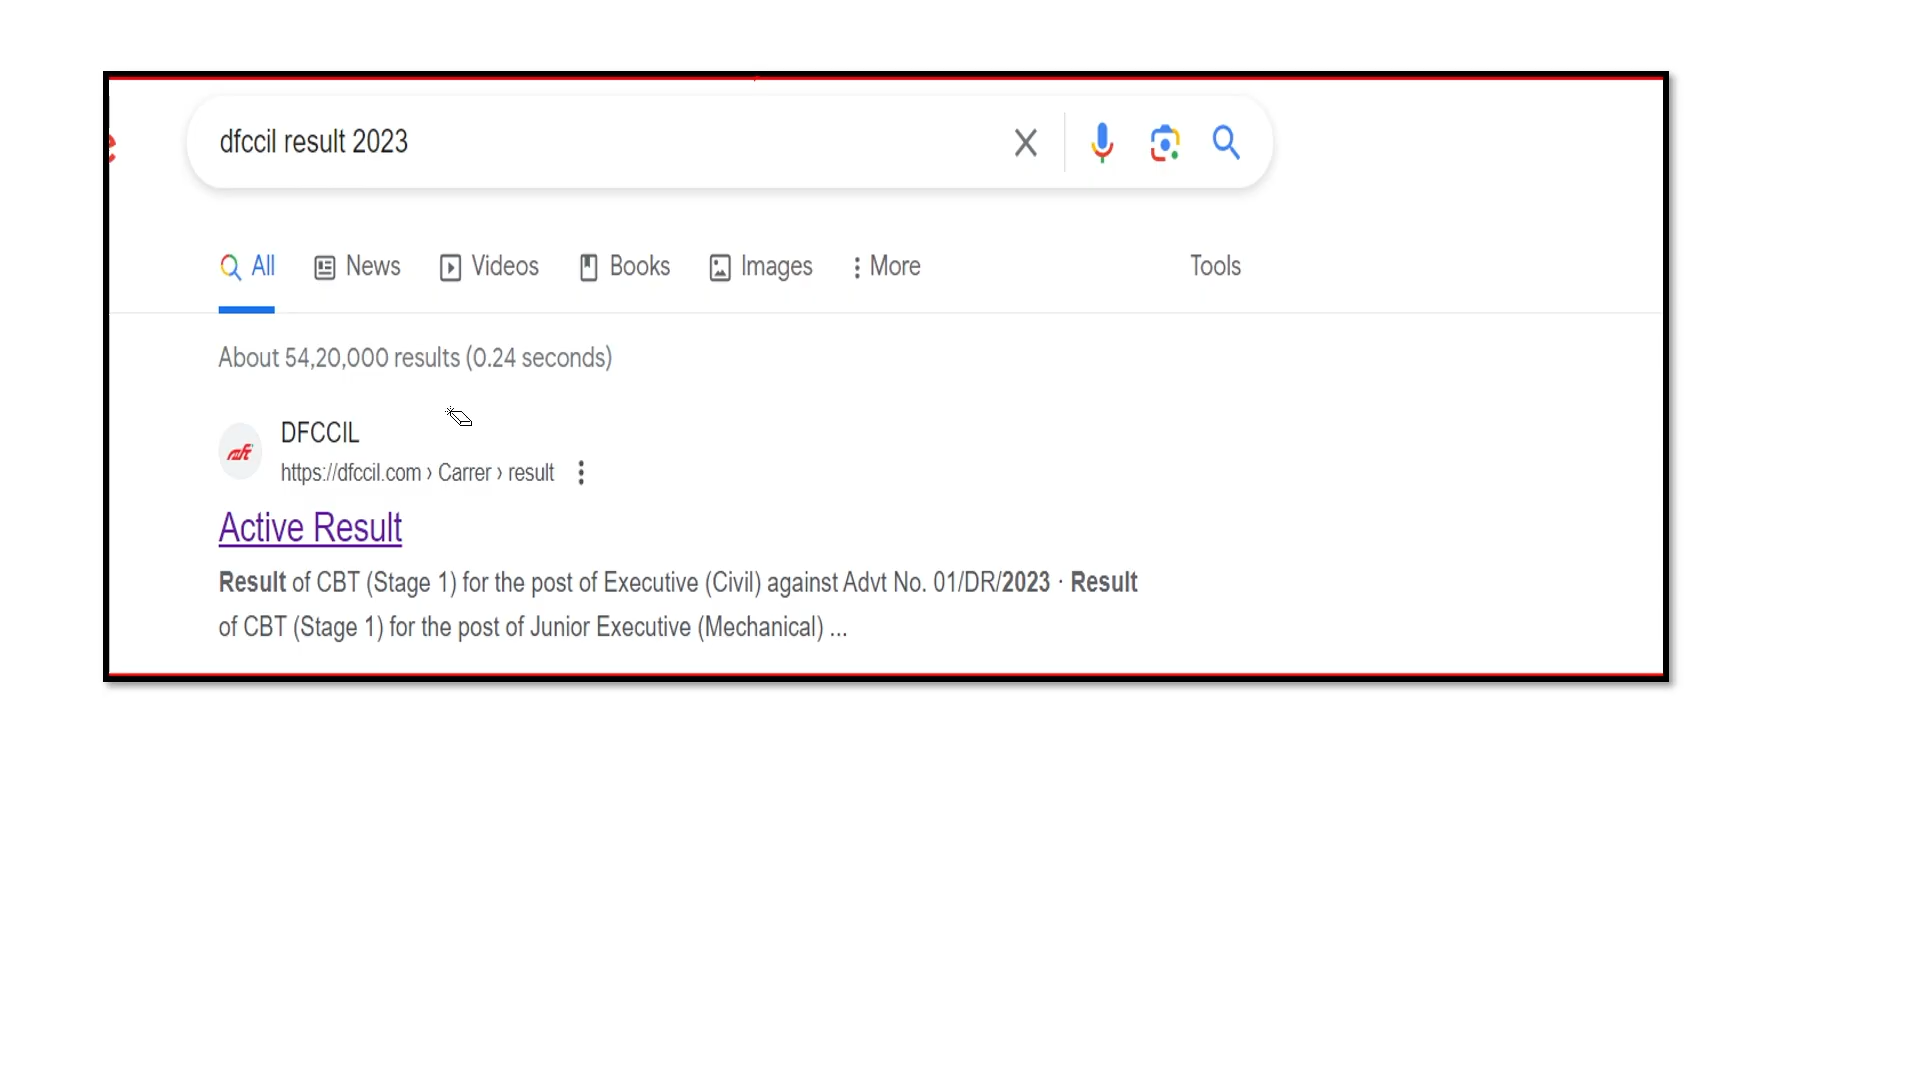 dfccil result 2023
All News Videos Books Images More Tools
About 54,20,000 results (0.24 seconds)
DFCCIL
https://dfccil.com › Carrer › result
Active Result
Result of CBT (Stage 1) for the post of Executive (Civil) against Advt No. 01/DR/2023 · Result
of CBT (Stage 1) for the post of Junior Executive (Mechanical) ...